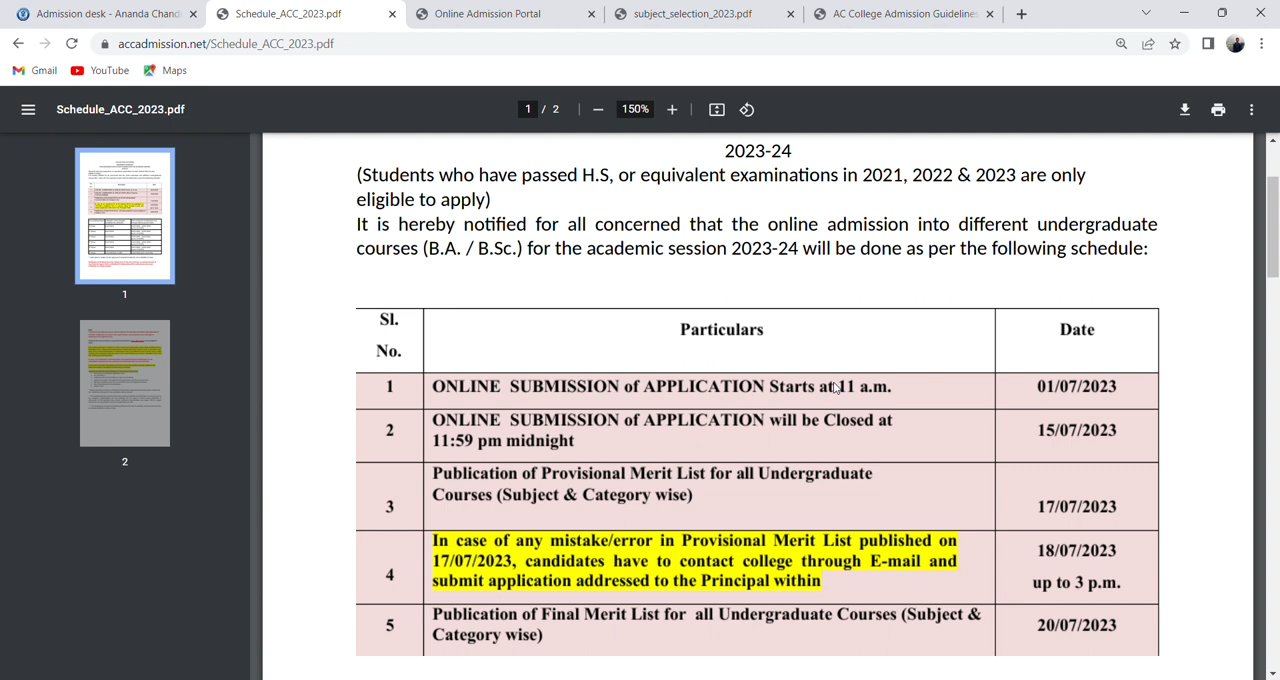 Admission desk - Ananda Chand
Schedule_ACC_2023.pdf
Online Admission Portal
subject_selection_2023.pdf
AC College Admission Guidelines
accadmission.net/Schedule_ACC_2023.pdf
Gmail
YouTube
Maps
Schedule_ACC_2023.pdf
1 / 2
150%
1
2
2023-24
(Students who have passed H.S, or equivalent examinations in 2021, 2022 & 2023 are only
eligible to apply)
It is hereby notified for all concerned that the online admission into different undergraduate
courses (B.A. / B.Sc.) for the academic session 2023-24 will be done as per the following schedule:
Sl.
No.
Particulars
Date
1
ONLINE SUBMISSION of APPLICATION Starts at 11 a.m.
01/07/2023
2
ONLINE SUBMISSION of APPLICATION will be Closed at
11:59 pm midnight
15/07/2023
3
Publication of Provisional Merit List for all Undergraduate
Courses (Subject & Category wise)
17/07/2023
4
In case of any mistake/error in Provisional Merit List published on
17/07/2023, candidates have to contact college through E-mail and
submit application addressed to the Principal within
18/07/2023
up to 3 p.m.
5
Publication of Final Merit List for all Undergraduate Courses (Subject &
Category wise)
20/07/2023